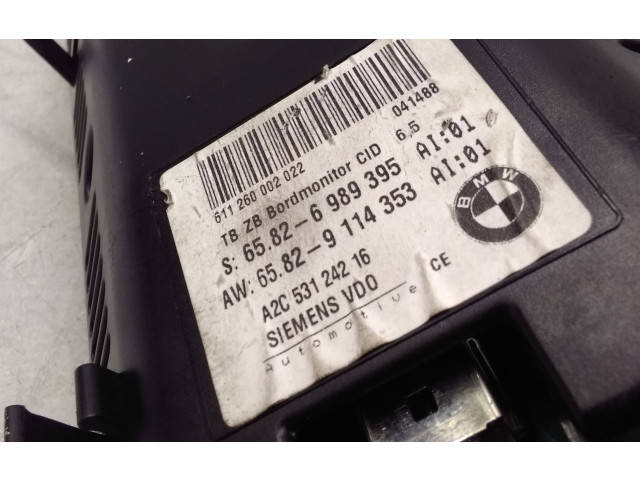 041488
611 260 002 022
TB ZB Bordmonitor CID 6,5
S: 65.82-6 989 395 AI:01
AW: 65.82-9 114 353 AI:01
A2C 531 242 16
SIEMENS VDO
Automotive CE
BMW